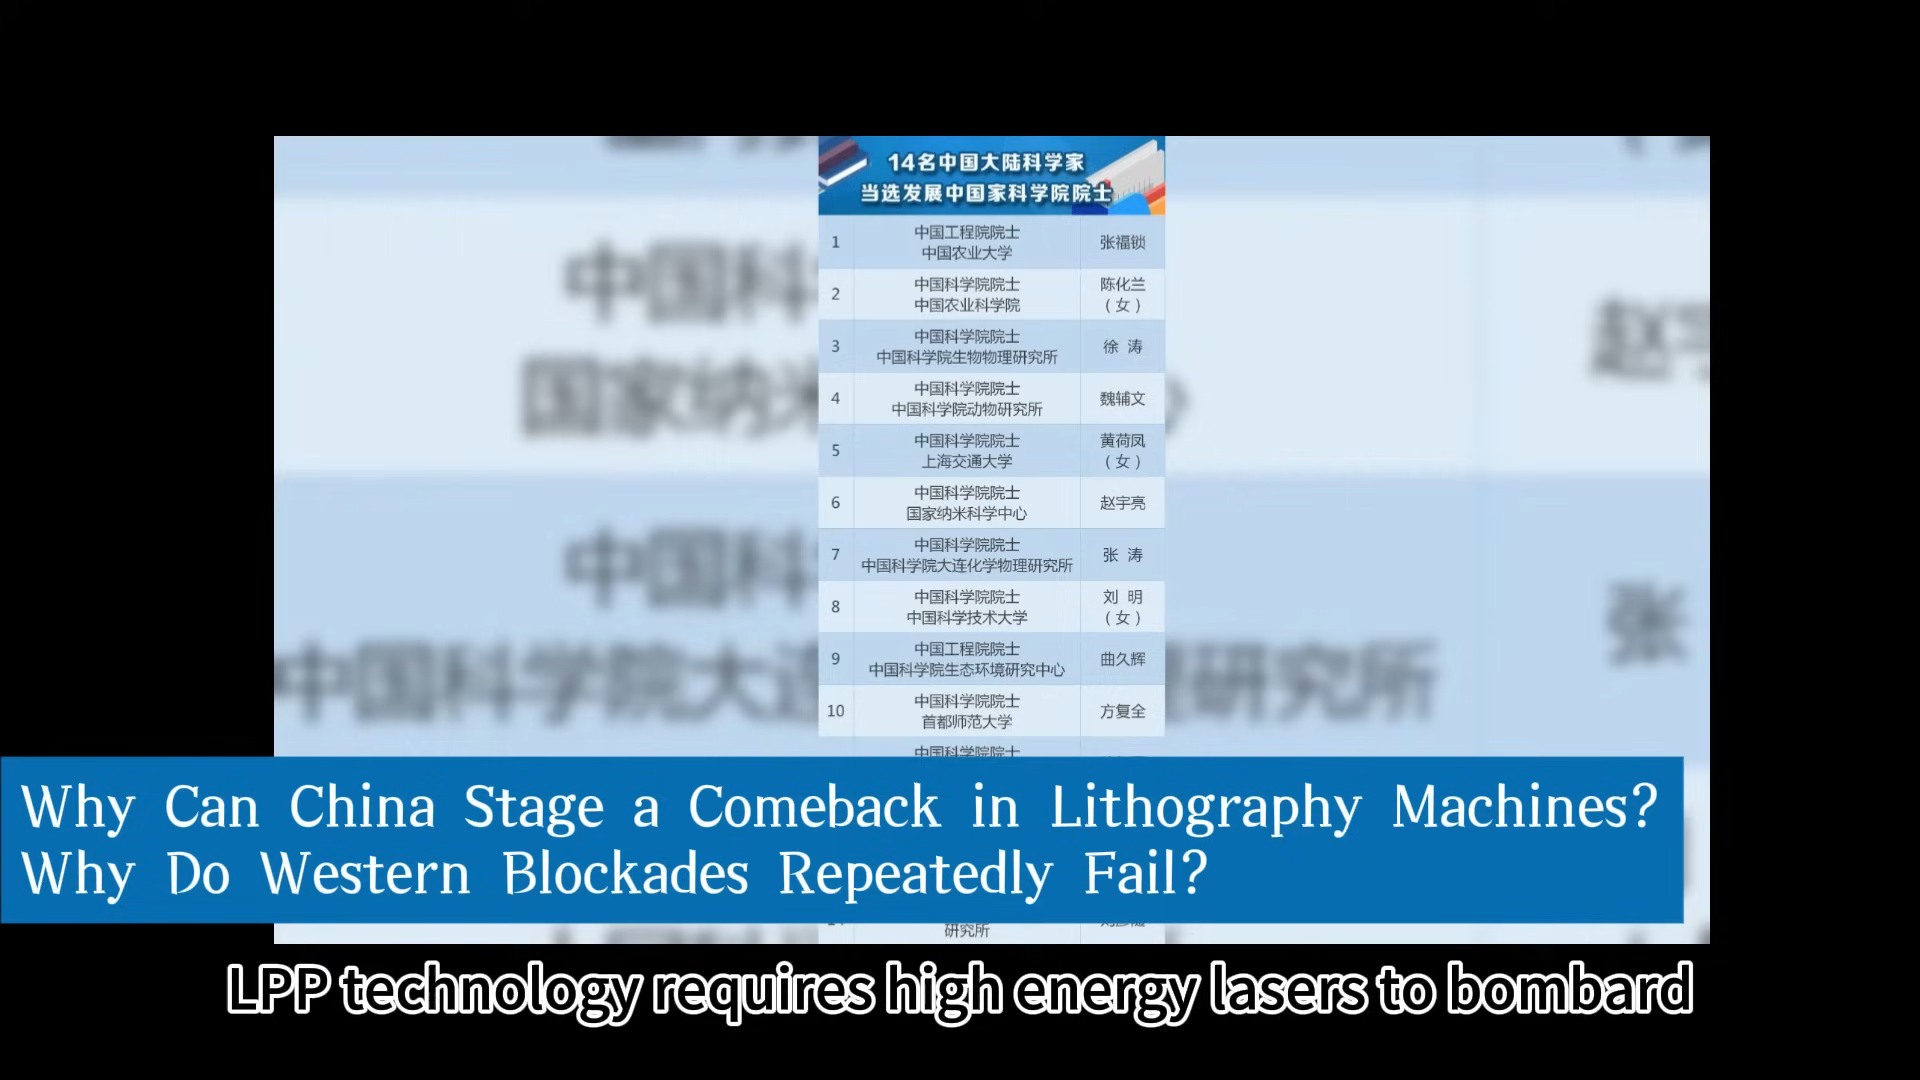 14名中国大陆科学家
当选发展中国家科学院院士
1
中国工程院院士
中国农业大学
张福锁
2
中国科学院院士
中国农业科学院
陈化兰
(女)
3
中国科学院院士
中国科学院生物物理研究所
徐 涛
4
中国科学院院士
中国科学院动物研究所
魏辅文
5
中国科学院院士
上海交通大学
黄荷凤
(女)
6
中国科学院院士
国家纳米科学中心
赵宇亮
7
中国科学院院士
中国科学院大连化学物理研究所
张 涛
8
中国科学院院士
中国科学技术大学
刘 明
(女)
9
中国工程院院士
中国科学院生态环境研究中心
曲久辉
10
中国科学院院士
首都师范大学
方复全
中国科学院院士
Why Can China Stage a Comeback in Lithography Machines?
Why Do Western Blockades Repeatedly Fail?
研究所
LPP technology requires high energy lasers to bombard